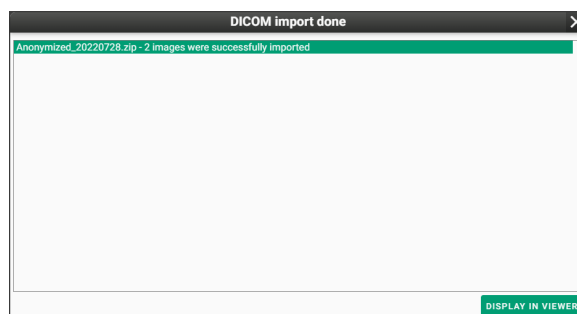 DICOM import done
Anonymized_20220728.zip - 2 images were successfully imported
DISPLAY IN VIEWER